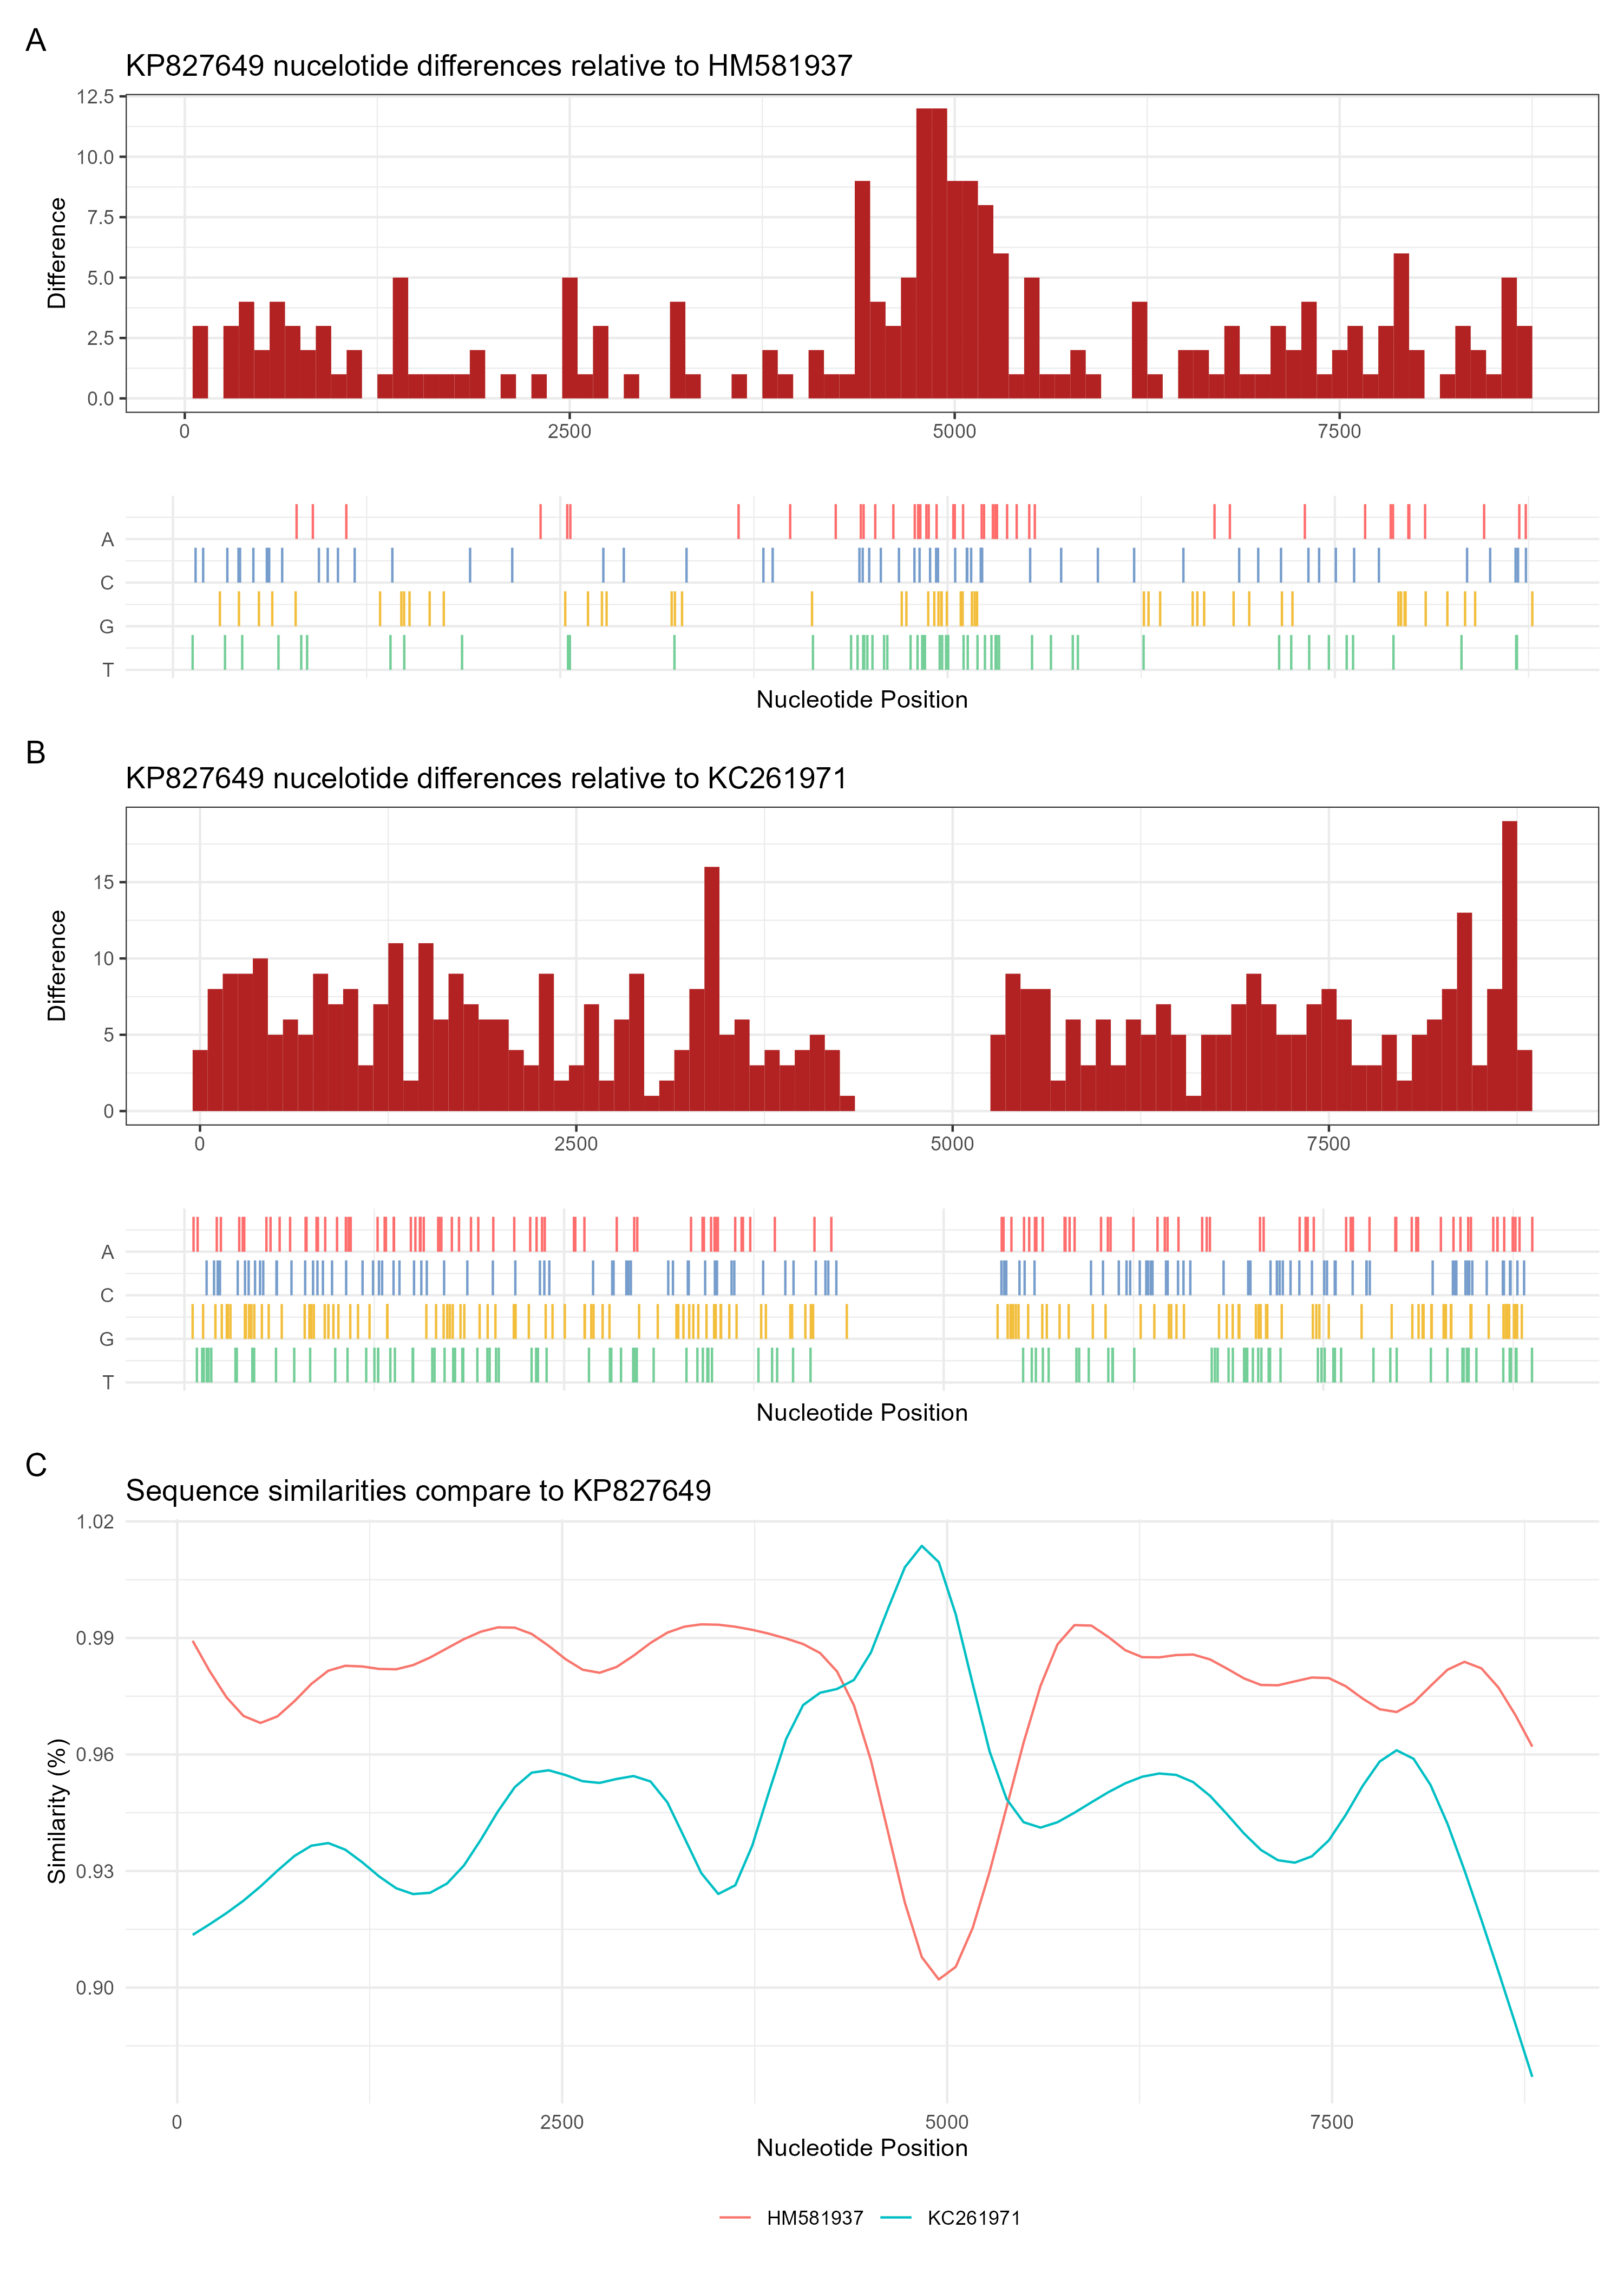 A
KP827649 nucelotide differences relative to HM581937
12.5
10.0
7.5
5.0
2.5
0.0
Difference
0 2500 5000 7500
A
C
G
T
Nucleotide Position
B
KP827649 nucelotide differences relative to KC261971
15
10
5
0
Difference
0 2500 5000 7500
A
C
G
T
Nucleotide Position
C
Sequence similarities compare to KP827649
1.02
0.99
0.96
0.93
0.90
Similarity (%)
0 2500 5000 7500
Nucleotide Position
HM581937 KC261971